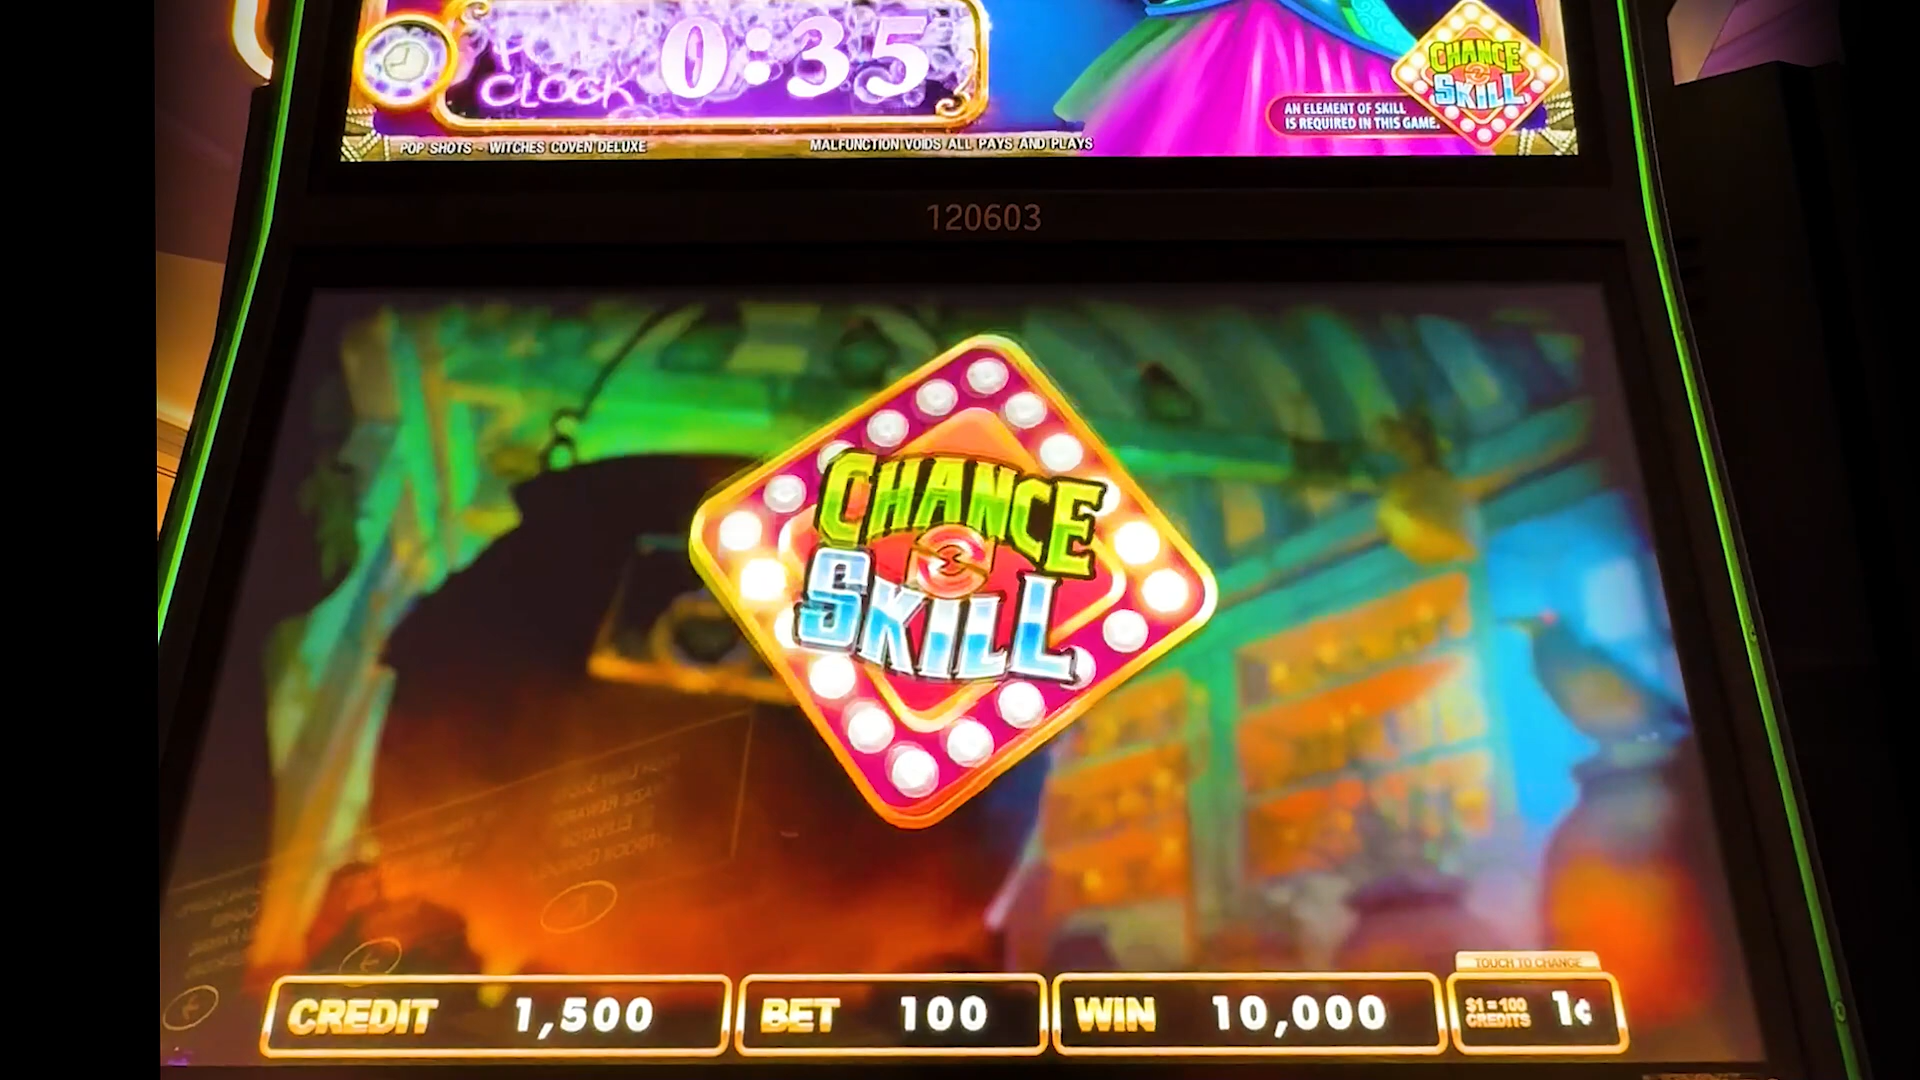 POP
CLOCK
0:35
CHANCE
SKILL
AN ELEMENT OF SKILL
IS REQUIRED IN THIS GAME.
POP SHOTS - WITCHES COVEN DELUXE
MALFUNCTION VOIDS ALL PAYS AND PLAYS
120603
CHANCE
SKILL
TOUCH TO CHANGE
CREDIT 1,500
BET 100
WIN 10,000
$1=100
CREDITS
1¢